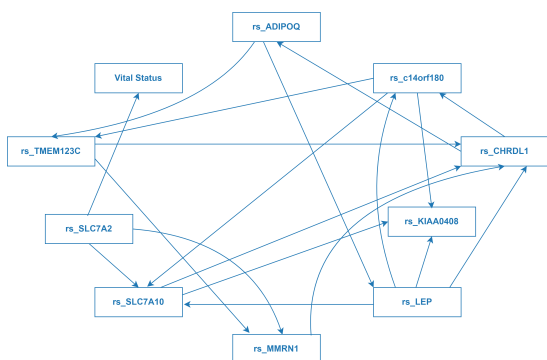 rs_ADIPOQ
Vital Status
rs_c14orf180
rs_TMEM123C
rs_CHRDL1
rs_SLC7A2
rs_KIAA0408
rs_SLC7A10
rs_LEP
rs_MMRN1